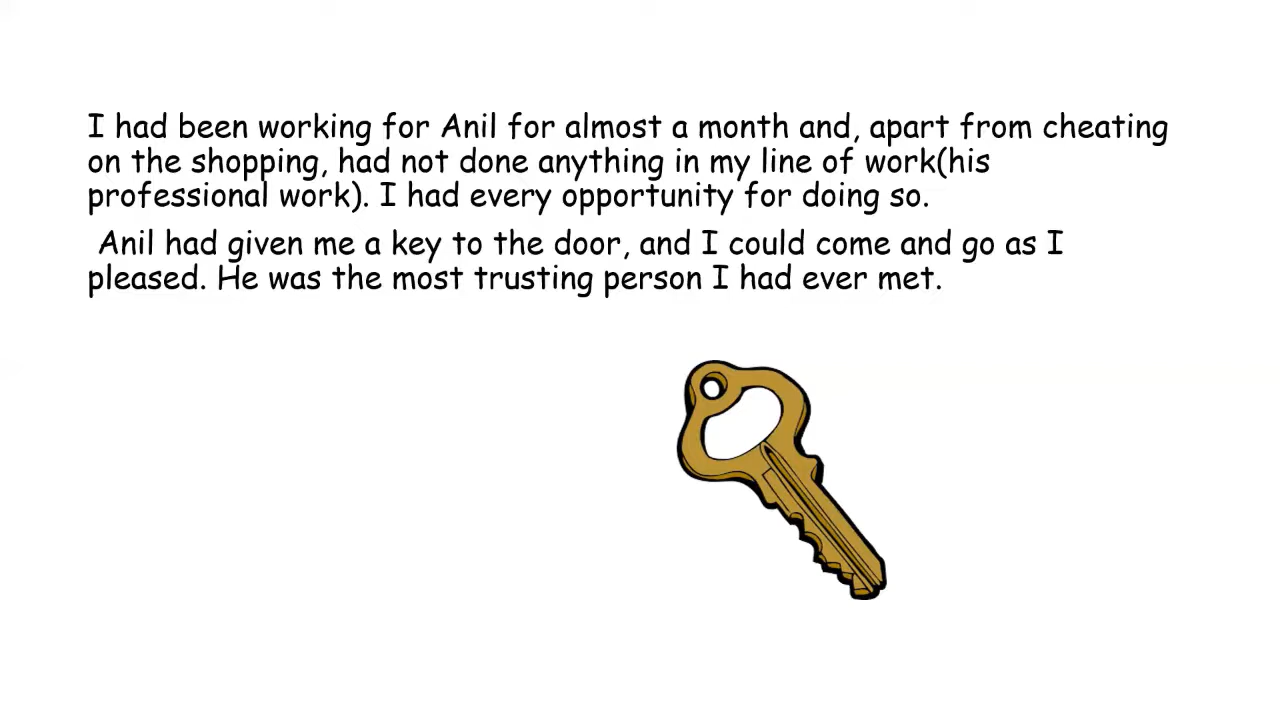 I had been working for Anil for almost a month and, apart from cheating
on the shopping, had not done anything in my line of work(his
professional work). I had every opportunity for doing so.
Anil had given me a key to the door, and I could come and go as I
pleased. He was the most trusting person I had ever met.